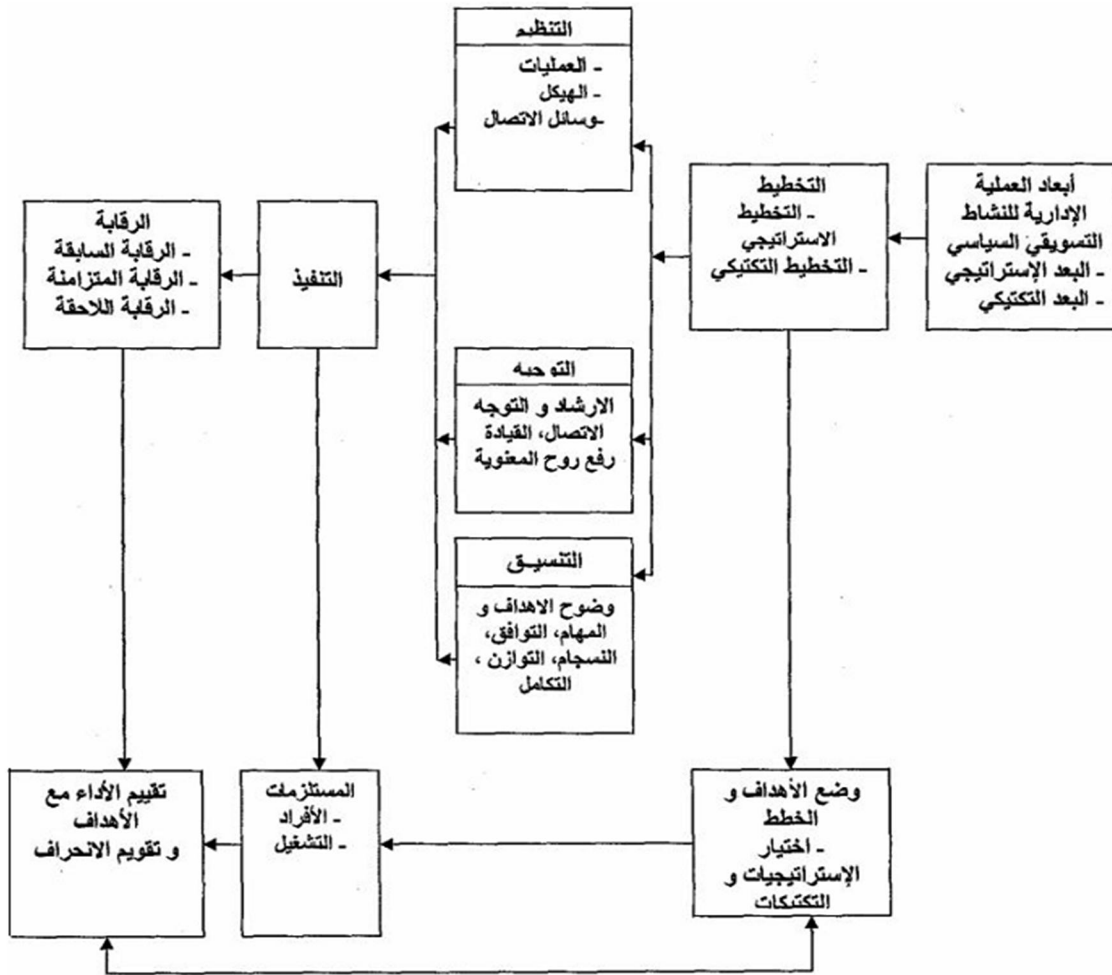 أبعاد العملية
الإدارية للنشاط
التسويقي السياسي
- البعد الإستراتيجي
- البعد التكتيكي
التخطيط
- التخطيط
الاستراتيجي
- التخطيط التكتيكي
التنظيم
- العمليات
- الهيكل
-وسائل الاتصال
التوجيه
الارشاد و التوجه
الاتصال، القيادة
رفع روح المعنوية
التنسيـق
وضوح الاهداف و
المهام، التوافق،
النسجام، التوازن ،
التكامل
التنفيذ
الرقابة
- الرقابة السابقة
- الرقابة المتزامنة
- الرقابة اللاحقة
وضع الأهداف و
الخطط
- اختيار
الإستراتيجيات و
التكتيكات
المستلزمات
- الأفراد
- التشغيل
تقييم الأداء مع
الأهداف
و تقويم الانحراف